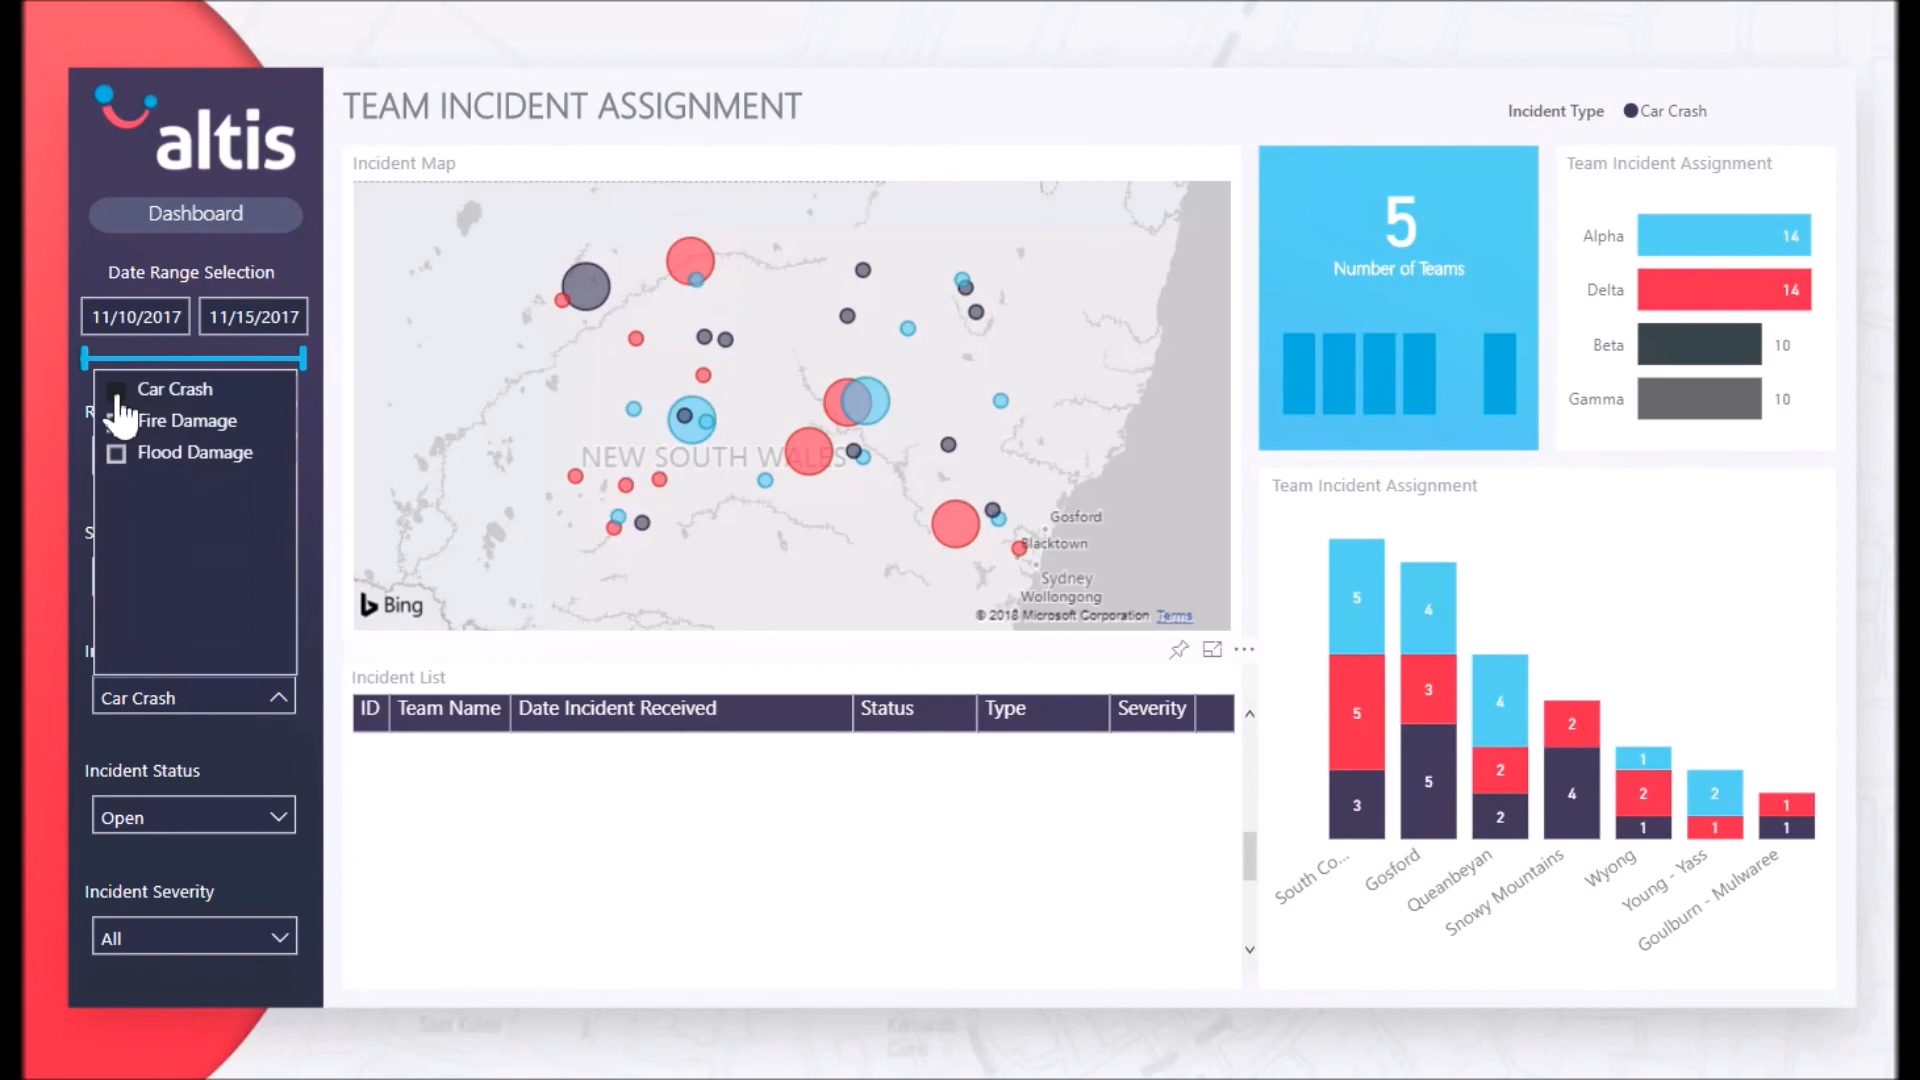 altis
Dashboard
Date Range Selection
11/10/2017
11/15/2017
Car Crash
R
Fire Damage
Flood Damage
S
Car Crash
Incident Status
Open
Incident Severity
All
TEAM INCIDENT ASSIGNMENT
Incident Type Car Crash
Incident Map
NEW SOUTH WALES
Gosford
Blacktown
Sydney
Wollongong
Bing
© 2018 Microsoft Corporation Terms
Incident List
ID Team Name Date Incident Received Status Type Severity
5
Number of Teams
Team Incident Assignment
Alpha 14
Delta 14
Beta 10
Gamma 10
Team Incident Assignment
5 4
5 3 4 2
3 5 2 4 1 2
2 2 1 1
1 1
South Co...
Gosford
Queanbeyan
Snowy Mountains
Wyong
Young - Yass
Goulburn - Mulwaree